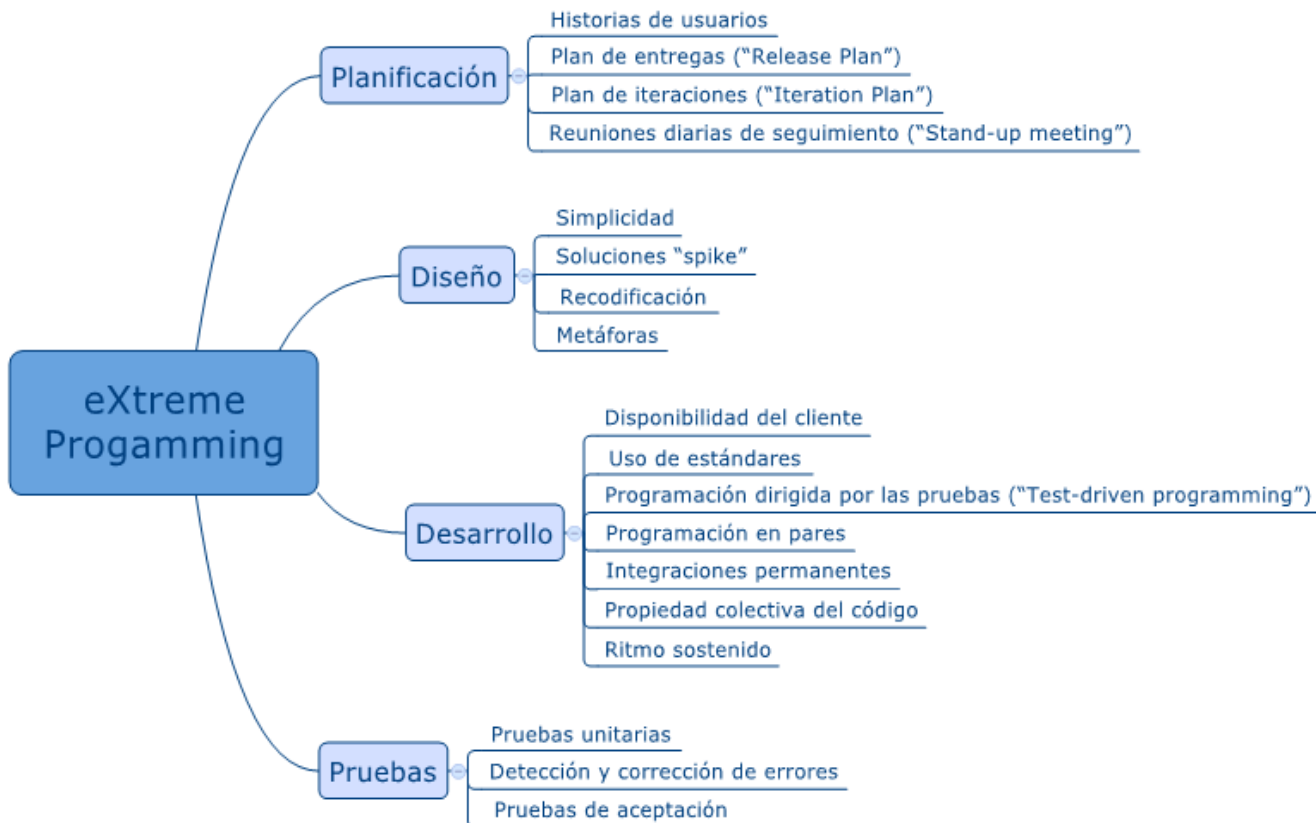 Historias de usuarios
Planificación
Plan de entregas (“Release Plan”)
Plan de iteraciones (“Iteration Plan”)
Reuniones diarias de seguimiento (“Stand-up meeting”)
Simplicidad
Diseño
Soluciones “spike”
Recodificación
Metáforas
eXtreme
Progamming
Disponibilidad del cliente
Uso de estándares
Programación dirigida por las pruebas (“Test-driven programming”)
Desarrollo
Programación en pares
Integraciones permanentes
Propiedad colectiva del código
Ritmo sostenido
Pruebas unitarias
Pruebas
Detección y corrección de errores
Pruebas de aceptación